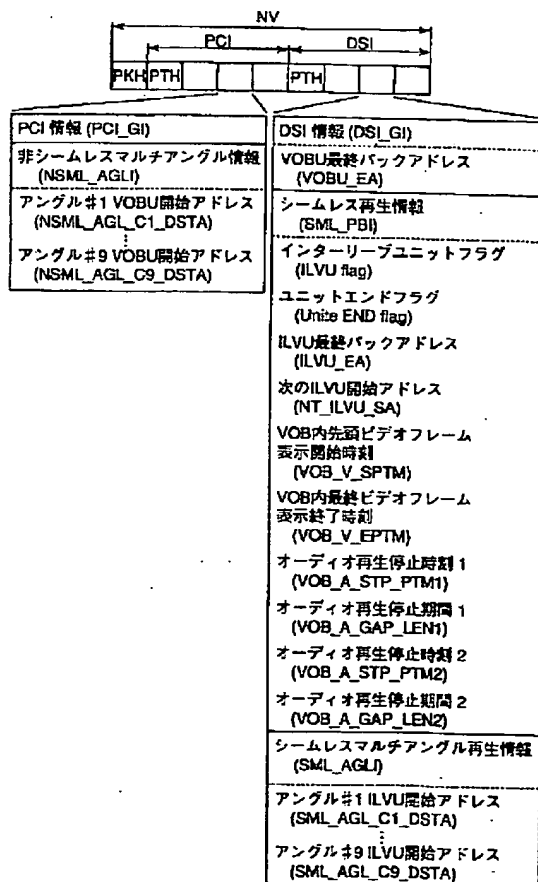 NV
PCI
DSI
PKH
PTH
PTH
PCI 情報 (PCI_GI)
非シームレスマルチアングル情報
(NSML_AGLI)
アングル#1 VOBU開始アドレス
(NSML_AGL_C1_DSTA)
⋮
アングル#9 VOBU開始アドレス
(NSML_AGL_C9_DSTA)
DSI 情報 (DSI_GI)
VOBU最終パックアドレス
(VOBU_EA)
シームレス再生情報
(SML_PBI)
インターリーブユニットフラグ
(ILVU flag)
ユニットエンドフラグ
(Unite END flag)
ILVU最終パックアドレス
(ILVU_EA)
次のILVU開始アドレス
(NT_ILVU_SA)
VOB内先頭ビデオフレーム
表示開始時刻
(VOB_V_SPTM)
VOB内最終ビデオフレーム
表示終了時刻
(VOB_V_EPTM)
オーディオ再生停止時刻 1
(VOB_A_STP_PTM1)
オーディオ再生停止期間 1
(VOB_A_GAP_LEN1)
オーディオ再生停止時刻 2
(VOB_A_STP_PTM2)
オーディオ再生停止期間 2
(VOB_A_GAP_LEN2)
シームレスマルチアングル再生情報
(SML_AGLI)
アングル#1 ILVU開始アドレス
(SML_AGL_C1_DSTA)
⋮
アングル#9 ILVU開始アドレス
(SML_AGL_C9_DSTA)